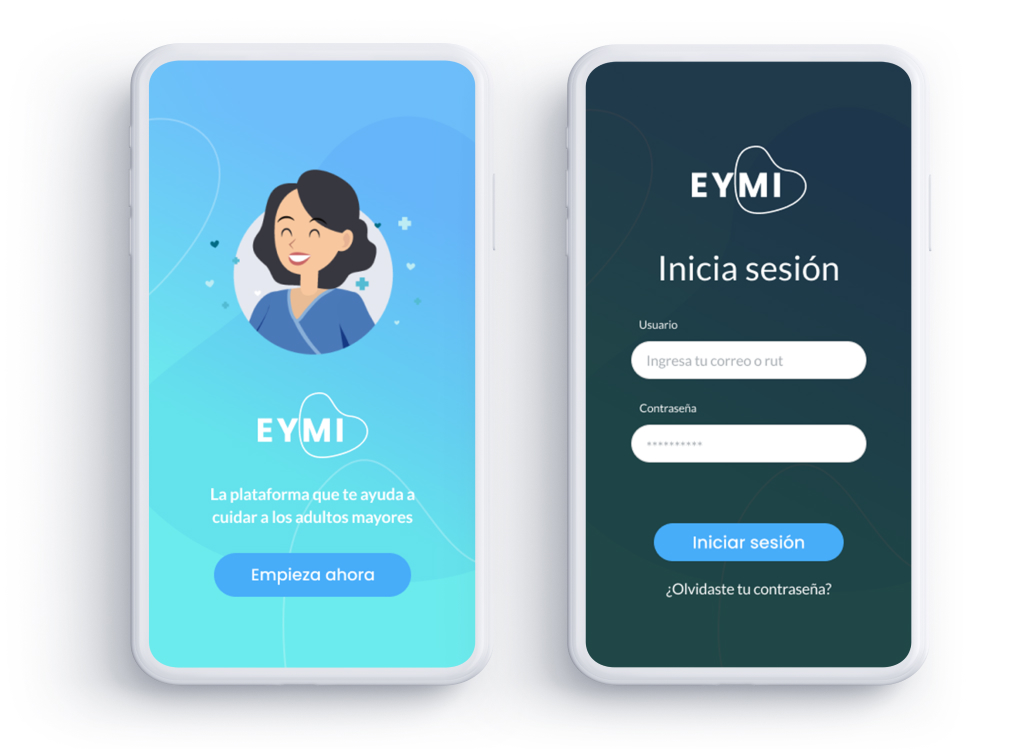 EYMI
La plataforma que te ayuda a
cuidar a los adultos mayores
Empieza ahora
EYMI
Inicia sesión
Usuario
Ingresa tu correo o rut
Contraseña
**********
Iniciar sesión
¿Olvidaste tu contraseña?